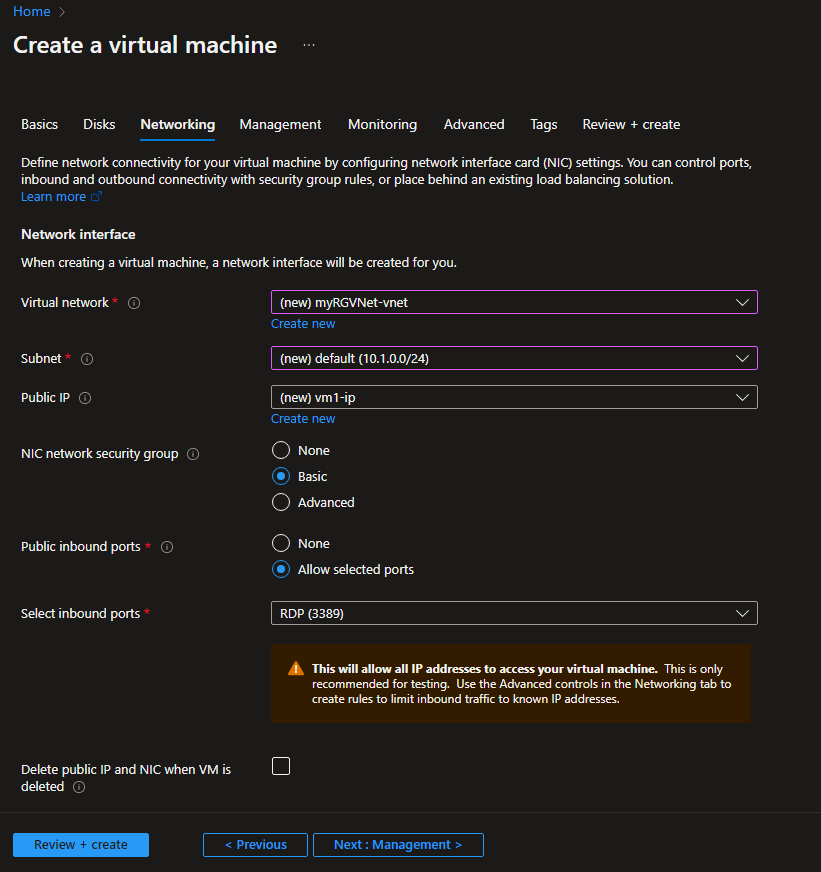 Home >
Create a virtual machine ...
Basics Disks Networking Management Monitoring Advanced Tags Review + create
Define network connectivity for your virtual machine by configuring network interface card (NIC) settings. You can control ports,
inbound and outbound connectivity with security group rules, or place behind an existing load balancing solution.
Learn more
Network interface
When creating a virtual machine, a network interface will be created for you.
Virtual network * (new) myRGVNet-vnet
Create new
Subnet * (new) default (10.1.0.0/24)
Public IP (new) vm1-ip
Create new
NIC network security group None
Basic
Advanced
Public inbound ports * None
Allow selected ports
Select inbound ports * RDP (3389)
This will allow all IP addresses to access your virtual machine. This is only
recommended for testing. Use the Advanced controls in the Networking tab to
create rules to limit inbound traffic to known IP addresses.
Delete public IP and NIC when VM is
deleted
Review + create < Previous Next : Management >